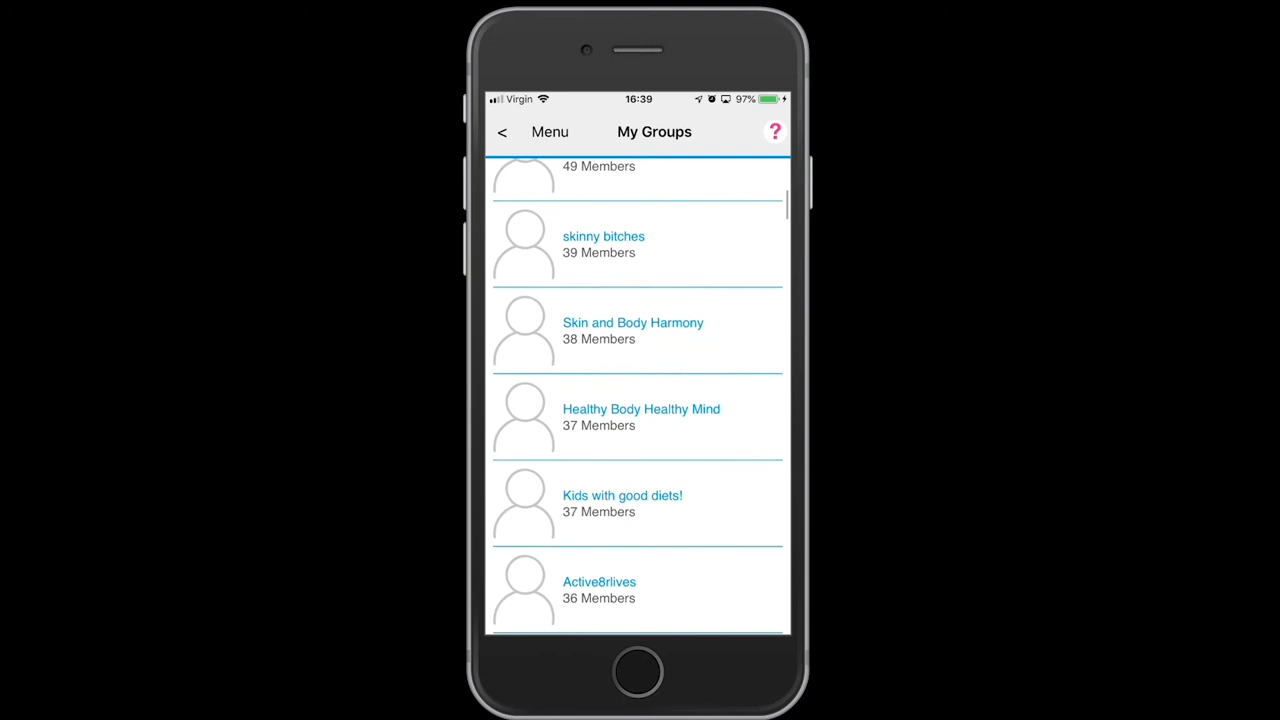 Virgin 16:39 97%
< Menu My Groups ?
49 Members
skinny bitches
39 Members
Skin and Body Harmony
38 Members
Healthy Body Healthy Mind
37 Members
Kids with good diets!
37 Members
Active8rlives
36 Members